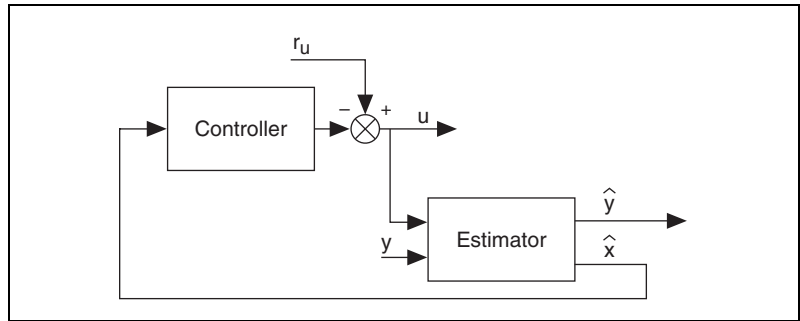 r_u
− +
Controller
u
ŷ
y
Estimator
x̂